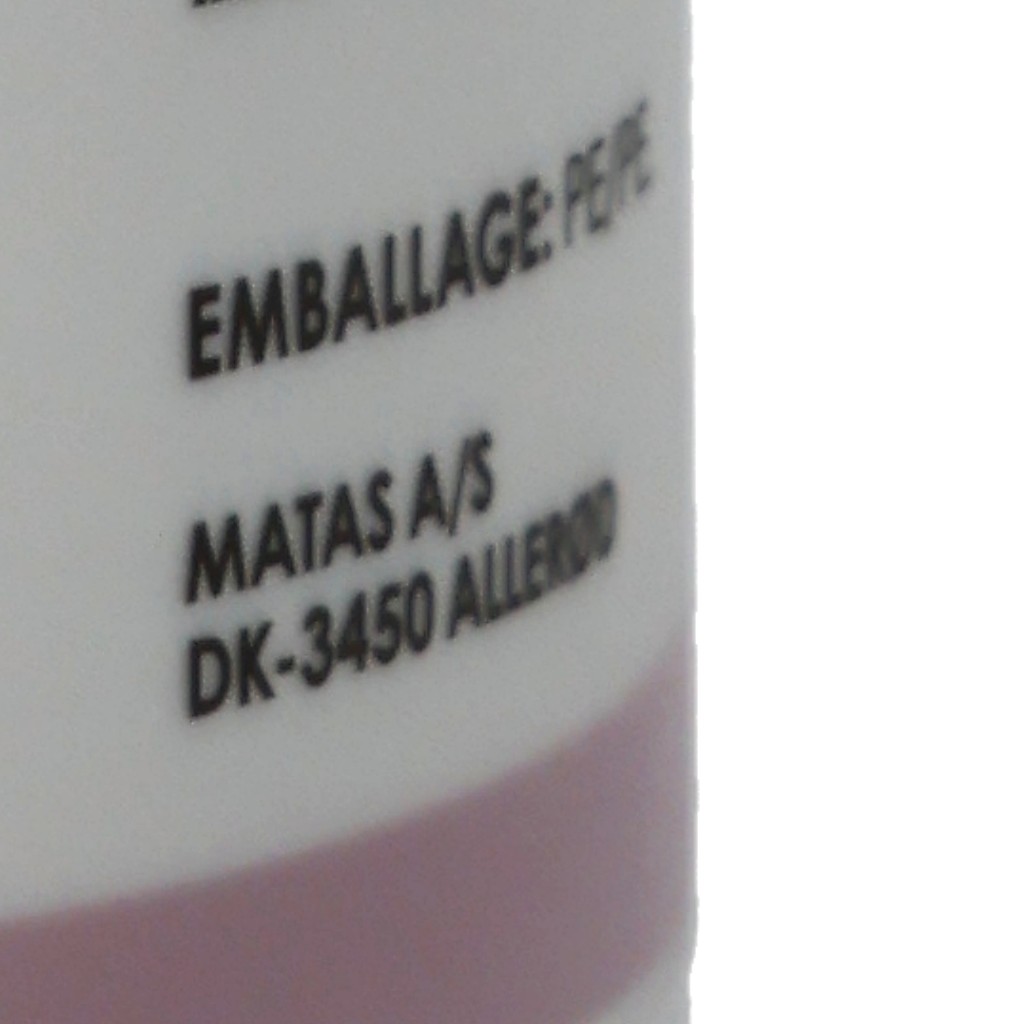 EMBALLAGE: PE/PE
MATAS A/S
DK-3450 ALLERØD